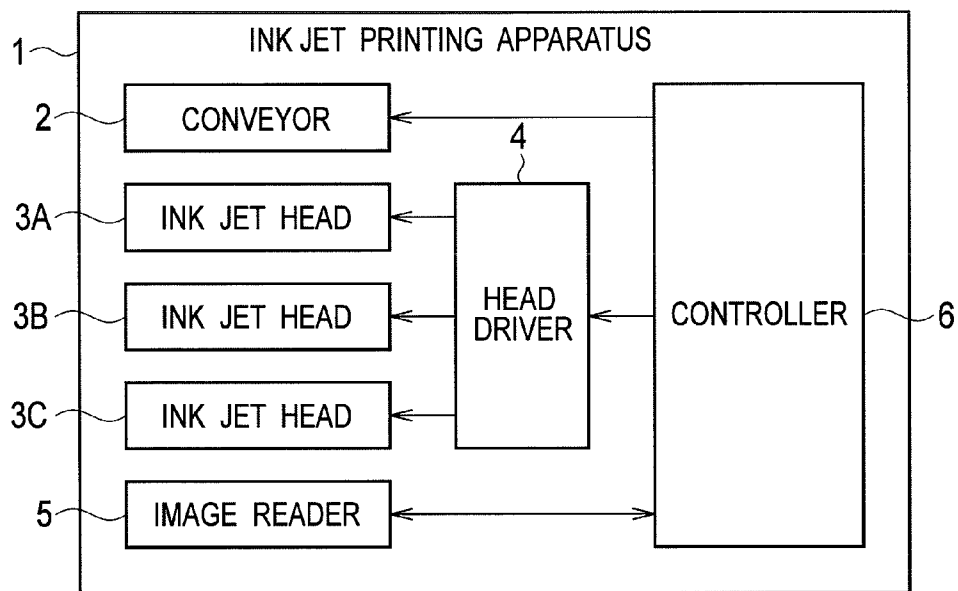 1
INK JET PRINTING APPARATUS
2
CONVEYOR
4
3A
INK JET HEAD
3B
INK JET HEAD
HEAD
DRIVER
CONTROLLER
6
3C
INK JET HEAD
5
IMAGE READER